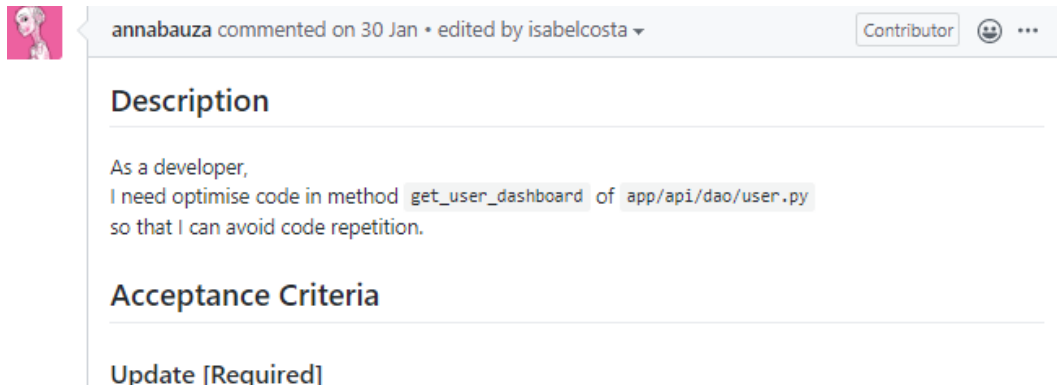 annabauza commented on 30 Jan • edited by isabelcosta
Contributor
Description
As a developer,
I need optimise code in method get_user_dashboard of app/api/dao/user.py
so that I can avoid code repetition.
Acceptance Criteria
Update [Required]